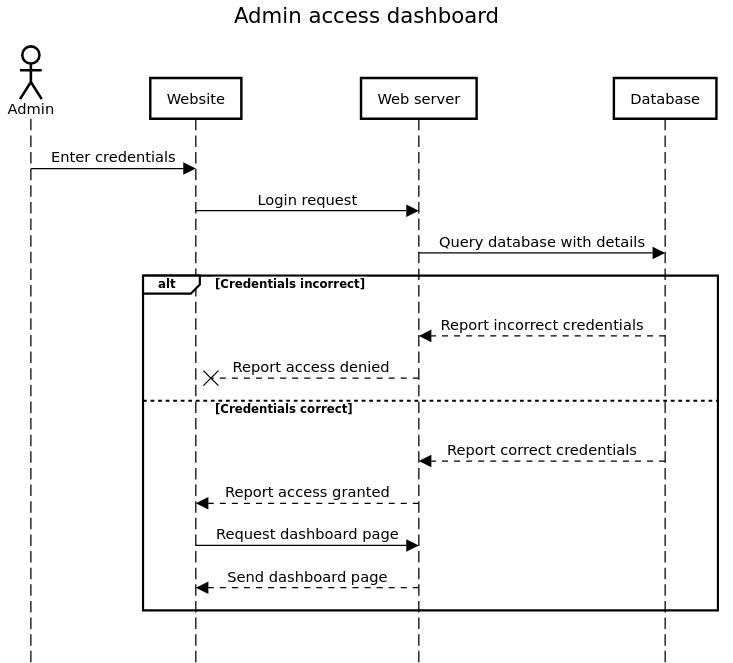 Admin access dashboard
Admin
Website
Web server
Database
Enter credentials
Login request
Query database with details
alt
[Credentials incorrect]
Report incorrect credentials
Report access denied
[Credentials correct]
Report correct credentials
Report access granted
Request dashboard page
Send dashboard page